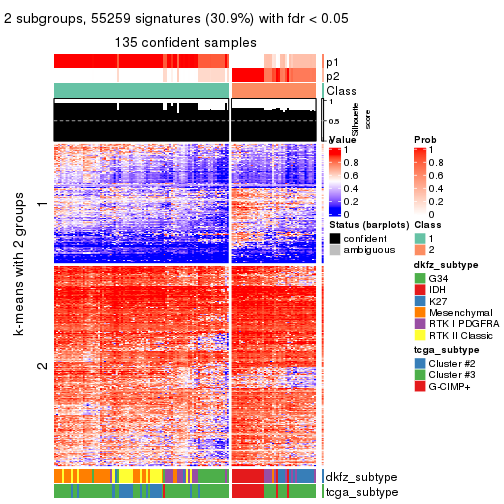 2 subgroups, 55259 signatures (30.9%) with fdr < 0.05
135 confident samples
p1
p2
Class
1
0.5
0
Silhouette
score
k-means with 2 groups
1
2
dkfz_subtype
tcga_subtype
Value
1
0.8
0.6
0.4
0.2
0
Status (barplots)
confident
ambiguous
Prob
1
0.8
0.6
0.4
0.2
0
Class
1
2
dkfz_subtype
G34
IDH
K27
Mesenchymal
RTK I PDGFRA
RTK II Classic
tcga_subtype
Cluster #2
Cluster #3
G-CIMP+